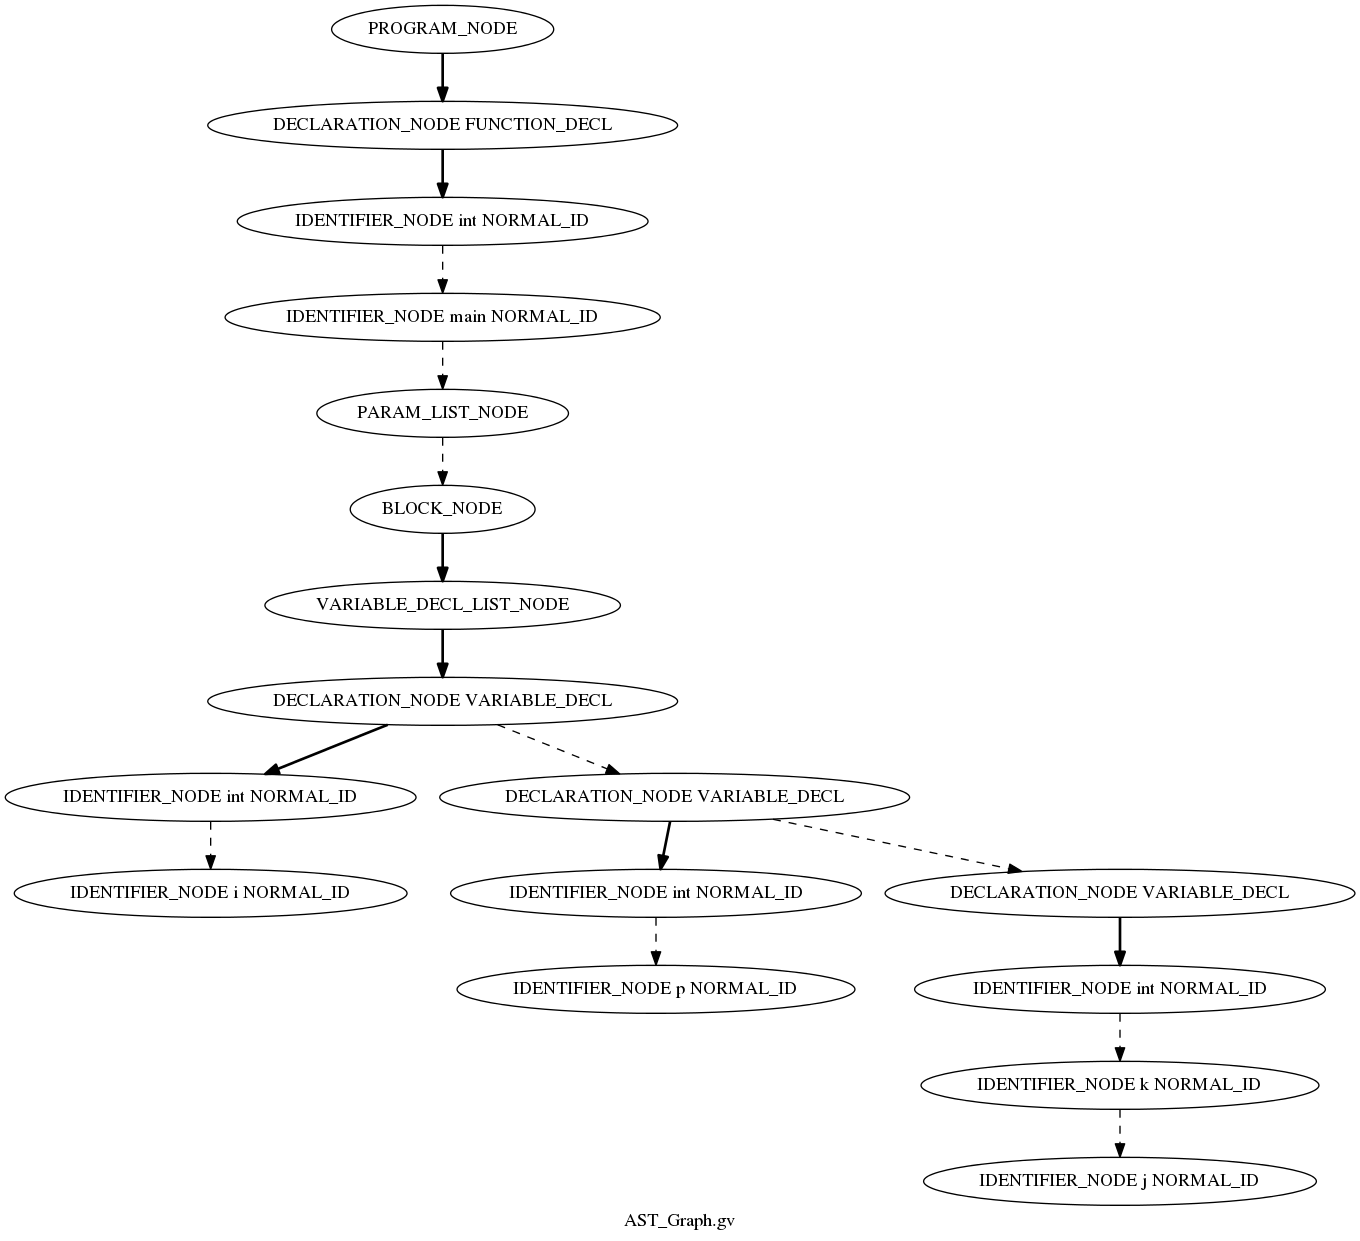 PROGRAM_NODE
DECLARATION_NODE FUNCTION_DECL
IDENTIFIER_NODE int NORMAL_ID
IDENTIFIER_NODE main NORMAL_ID
PARAM_LIST_NODE
BLOCK_NODE
VARIABLE_DECL_LIST_NODE
DECLARATION_NODE VARIABLE_DECL
IDENTIFIER_NODE int NORMAL_ID
DECLARATION_NODE VARIABLE_DECL
IDENTIFIER_NODE i NORMAL_ID
IDENTIFIER_NODE int NORMAL_ID
DECLARATION_NODE VARIABLE_DECL
IDENTIFIER_NODE p NORMAL_ID
IDENTIFIER_NODE int NORMAL_ID
IDENTIFIER_NODE k NORMAL_ID
IDENTIFIER_NODE j NORMAL_ID
AST_Graph.gv